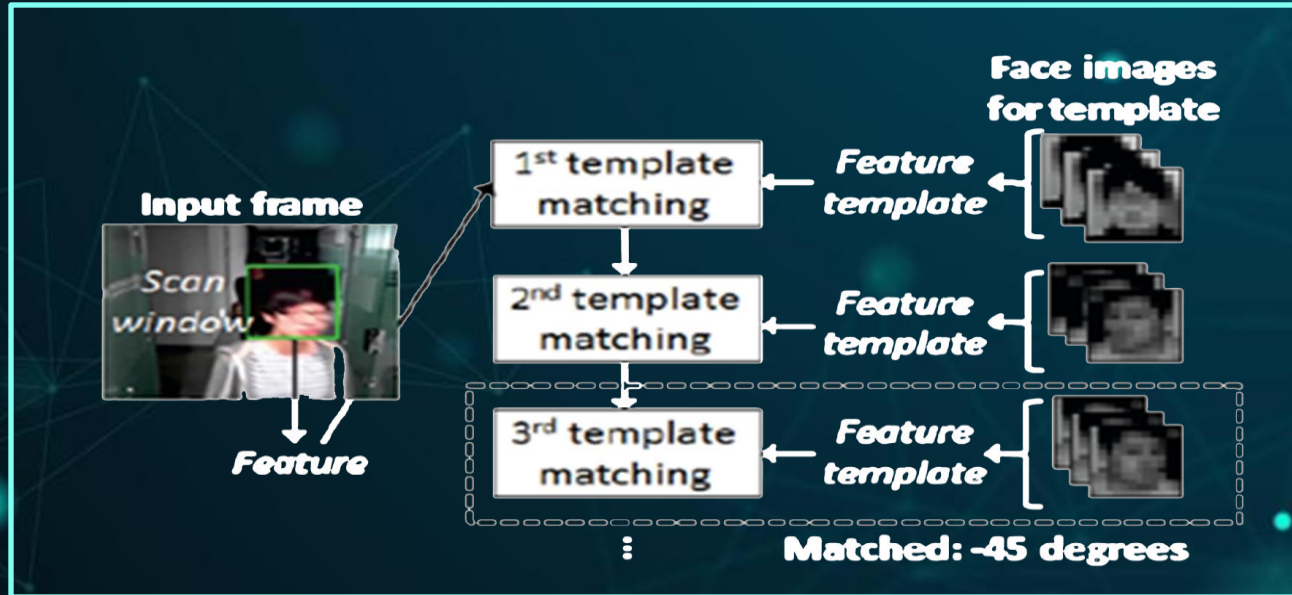 Face images
for template
Input frame
Scan
window
Feature
1st template
matching
Feature
template
2nd template
matching
Feature
template
3rd template
matching
Feature
template
⋮
Matched: -45 degrees